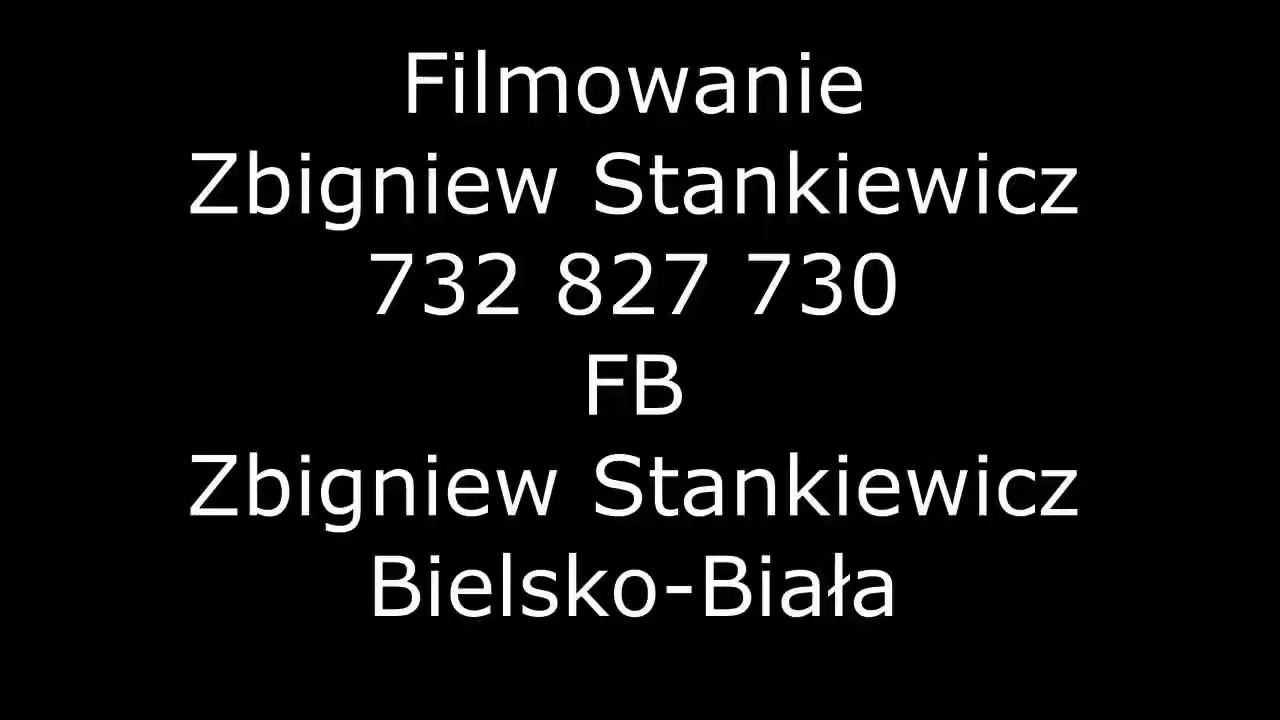 Filmowanie
Zbigniew Stankiewicz
732 827 730
FB
Zbigniew Stankiewicz
Bielsko-Biała